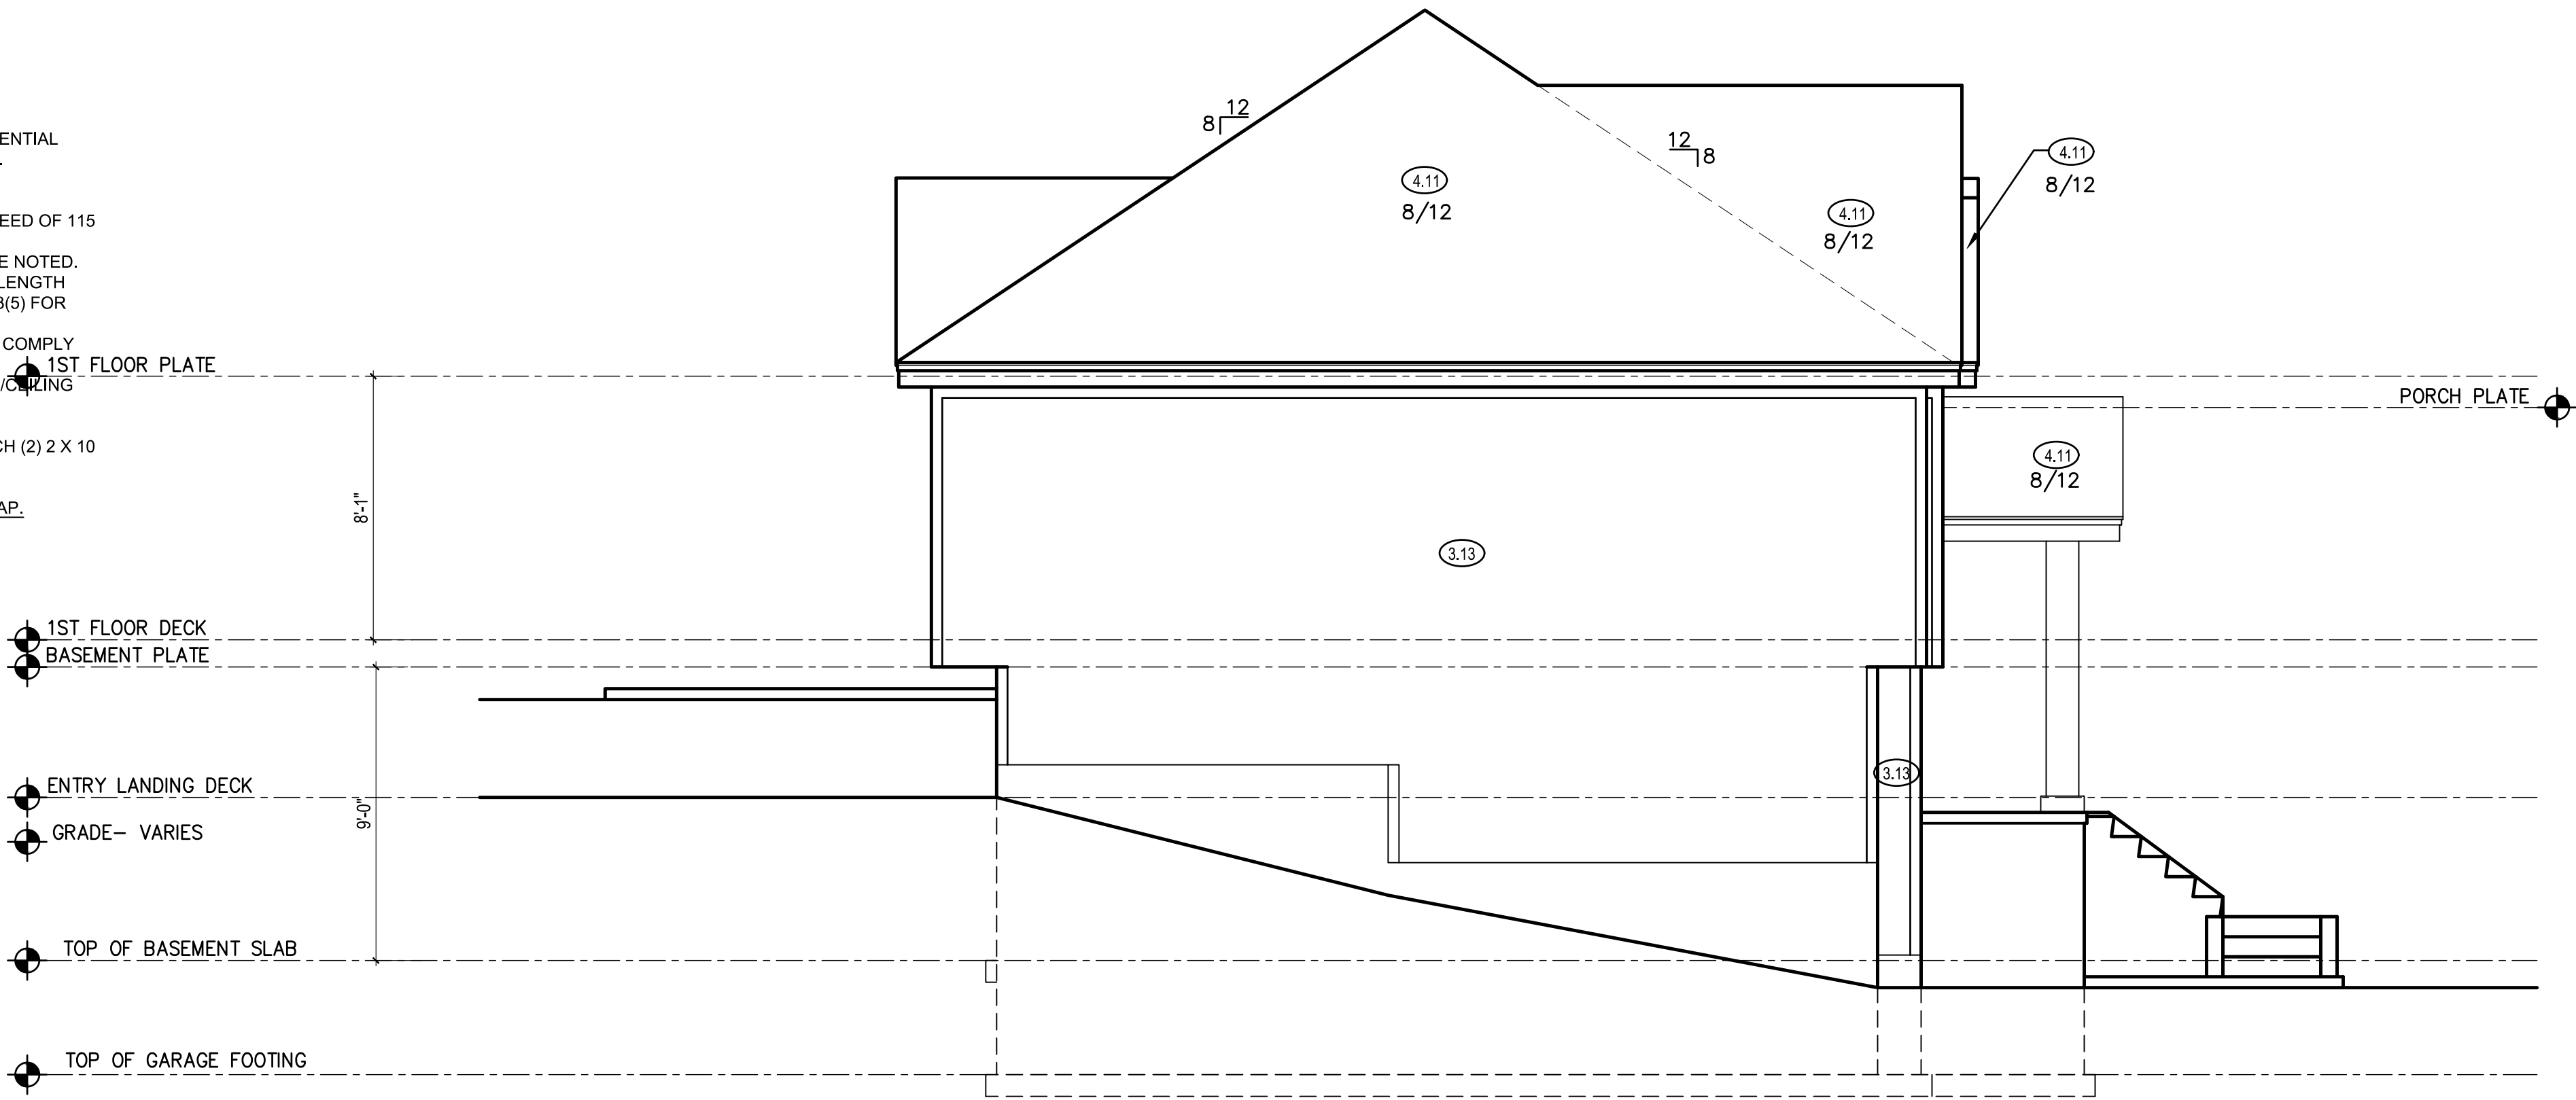 ENTIAL
EED OF 115
E NOTED.
LENGTH
3(5) FOR
COMPLY
/CEILING
CH (2) 2 X 10
AP.
1ST FLOOR PLATE
8'-1"
1ST FLOOR DECK
BASEMENT PLATE
ENTRY LANDING DECK
9'-0"
GRADE- VARIES
TOP OF BASEMENT SLAB
TOP OF GARAGE FOOTING
12
8
4.11
8/12
12
8
4.11
8/12
4.11
8/12
PORCH PLATE
4.11
8/12
3.13
3.13